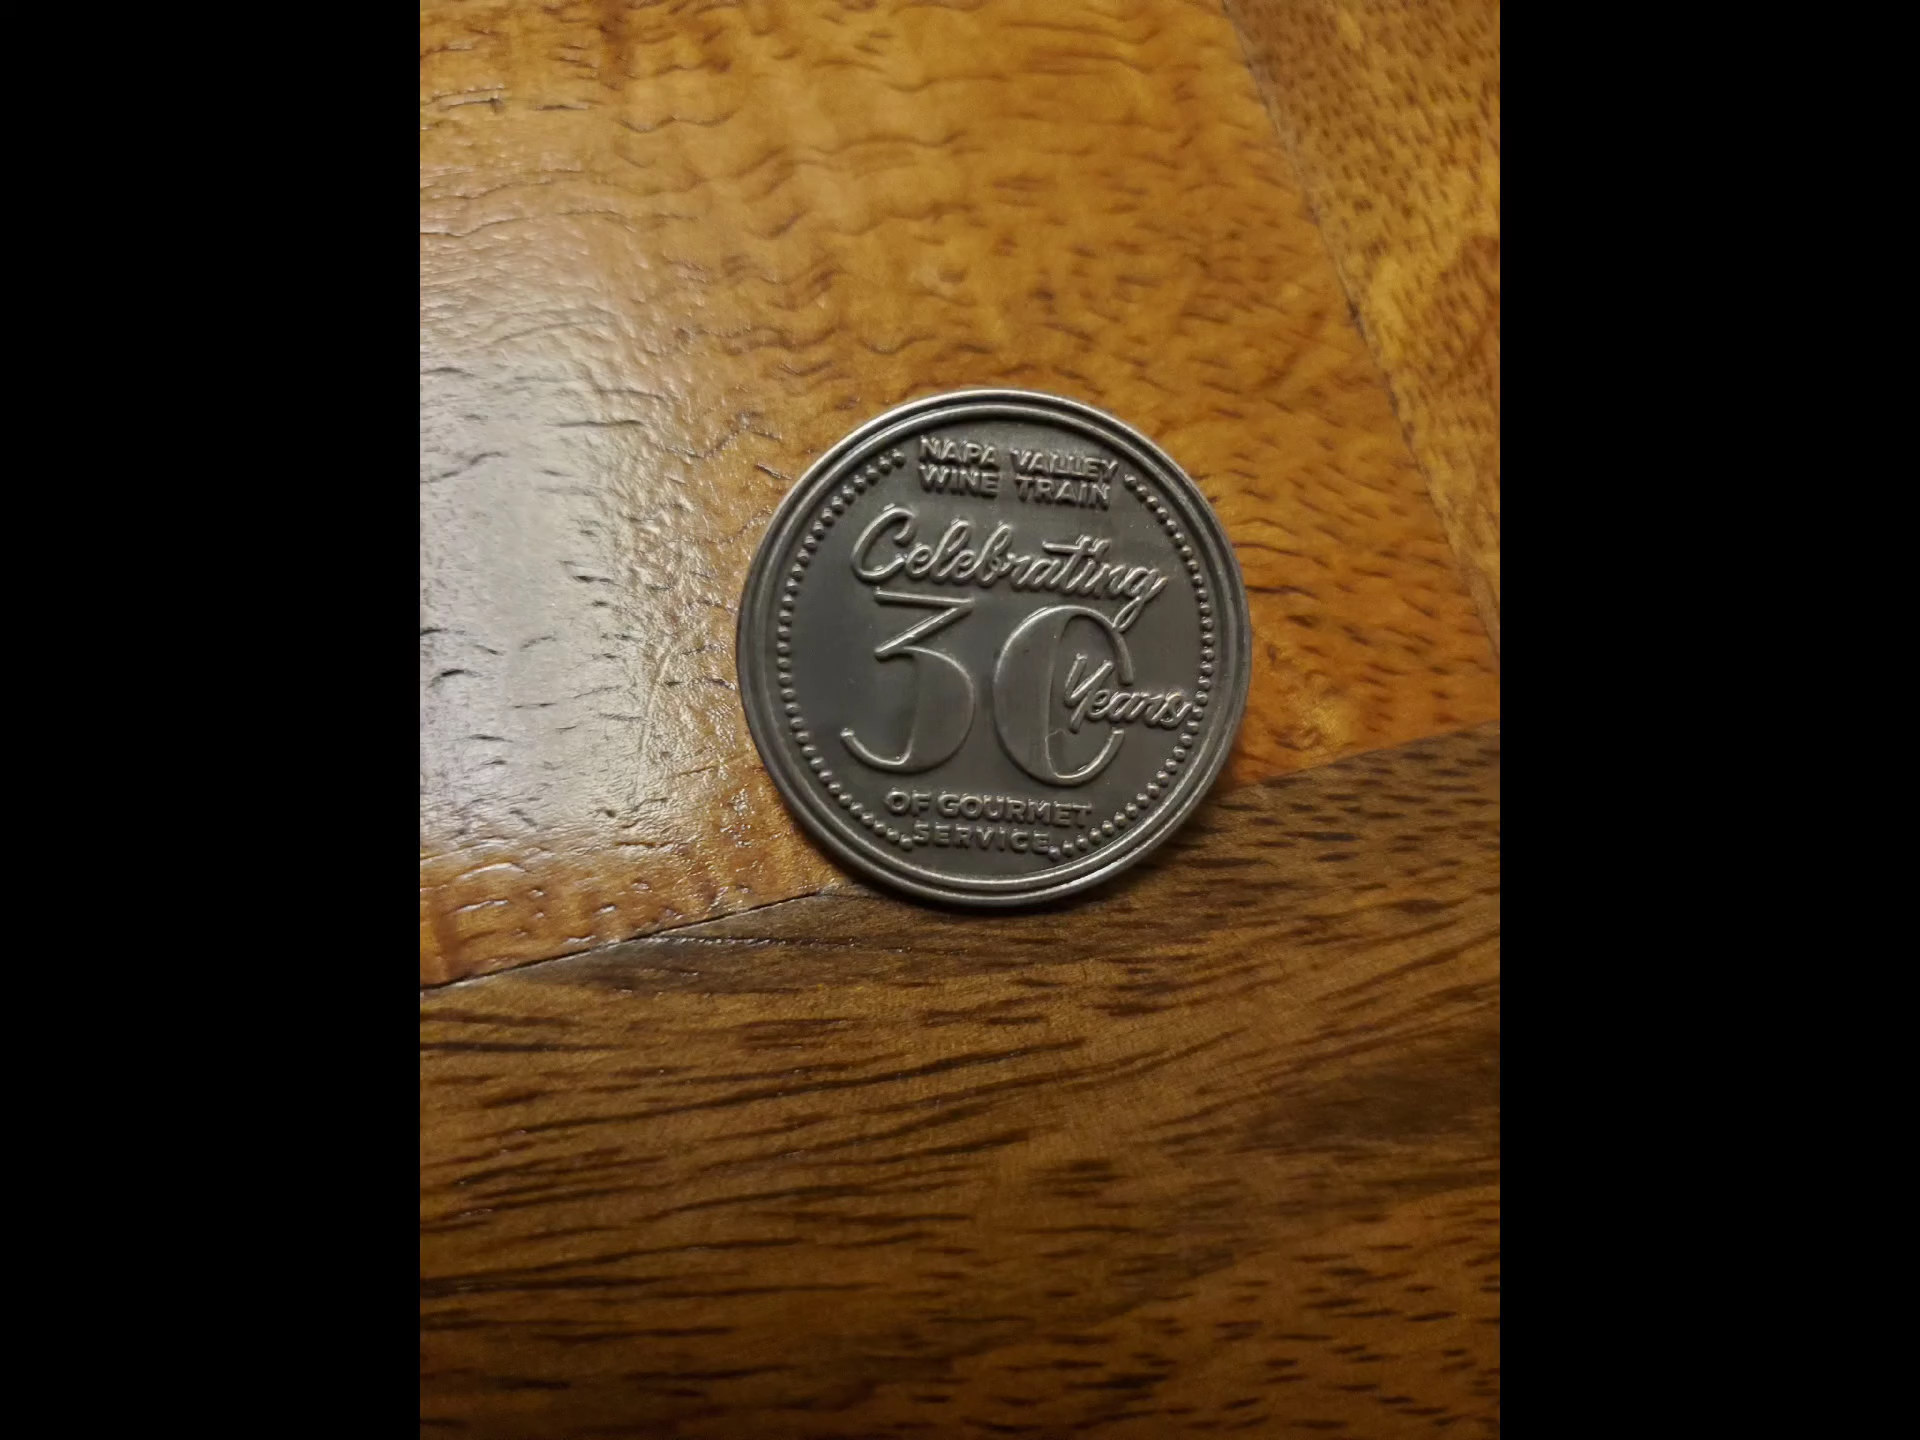 NAPA VALLEY
WINE TRAIN
Celebrating
30
Years
OF GOURMET
SERVICE